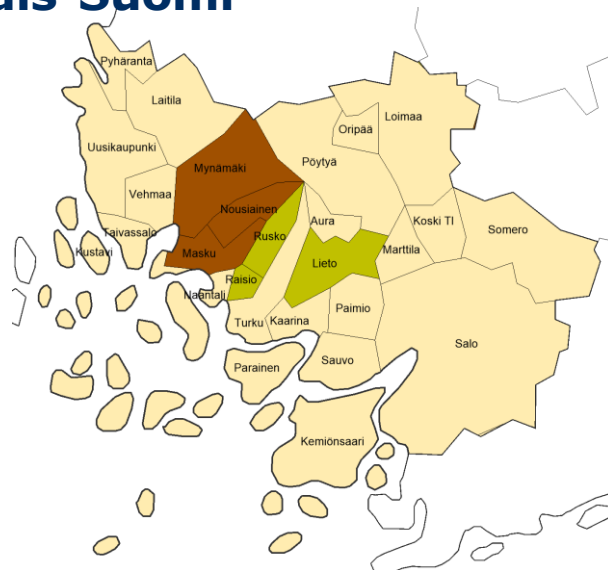 Pyhäranta
Laitila
Loimaa
Oripää
Uusikaupunki
Pöytyä
Mynämäki
Vehmaa
Nousiainen
Aura
Koski Tl
Taivassalo
Rusko
Somero
Kustavi
Masku
Marttila
Lieto
Raisio
Naantali
Paimio
Turku
Kaarina
Salo
Sauvo
Parainen
Kemiönsaari